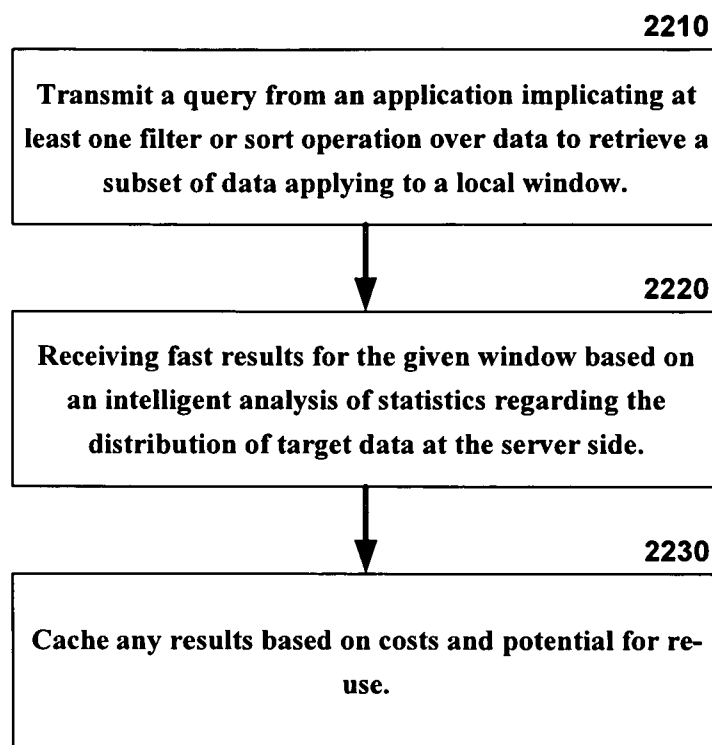 2210
Transmit a query from an application implicating at
least one filter or sort operation over data to retrieve a
subset of data applying to a local window.
2220
Receiving fast results for the given window based on
an intelligent analysis of statistics regarding the
distribution of target data at the server side.
2230
Cache any results based on costs and potential for re-
use.